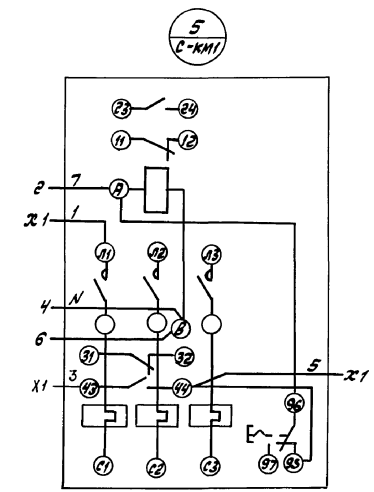 5
С-КМ1
23 24
11 12
2 7 А
Х1 1
Л1 Л2 Л3
4 N
6 В
31 32
5
Х1 3 43 44 Х1
96
97 95
С1 С2 С3